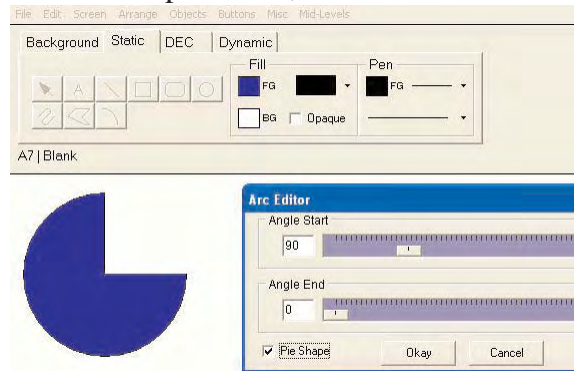 File Edit Screen Arrange Objects Buttons Misc Mid-Levels
Background Static DEC Dynamic
Fill Pen
FG FG
A
BG Opaque
A7 | Blank
Arc Editor
Angle Start
90
Angle End
0
Pie Shape Okay Cancel